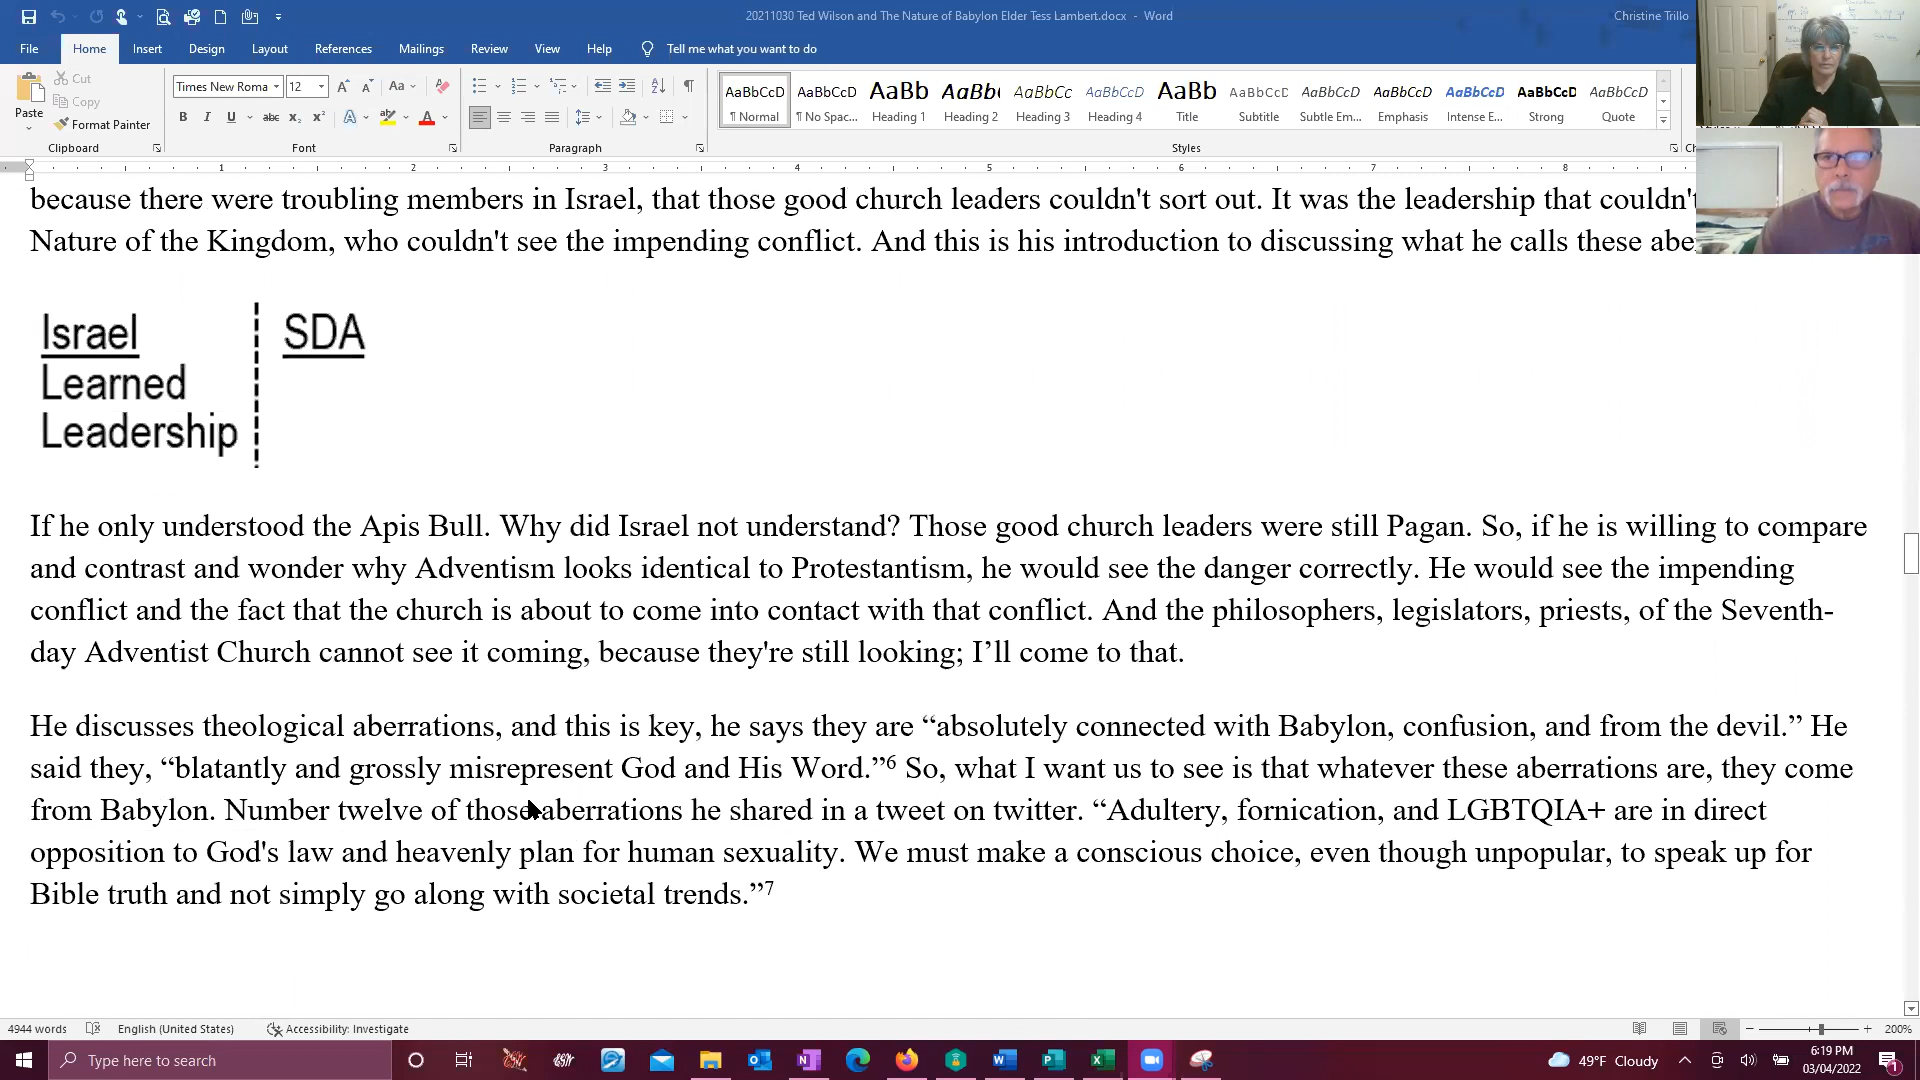 20211030 Ted Wilson and The Nature of Babylon Elder Tess Lambert.docx - Word
Christine Trillo
File Home Insert Design Layout References Mailings Review View Help Tell me what you want to do
Paste
Cut
Copy
Format Painter
Times New Roma 12
AaBbCcD AaBbCcD AaBb AaBb( AaBbCc AaBbCcD AaBb AaBbCcD AaBbCcD AaBbCcD AaBbCcD AaBbCcD AaBbCcD
¶ Normal ¶ No Spac... Heading 1 Heading 2 Heading 3 Heading 4 Title Subtitle Subtle Em... Emphasis Intense E... Strong Quote
Clipboard Font Paragraph Styles
1 2 3 4 5 6 7 8
because there were troubling members in Israel, that those good church leaders couldn't sort out. It was the leadership that couldn't
Nature of the Kingdom, who couldn't see the impending conflict. And this is his introduction to discussing what he calls these
Israel SDA
Learned
Leadership
If he only understood the Apis Bull. Why did Israel not understand? Those good church leaders were still Pagan. So, if he is willing to compare
and contrast and wonder why Adventism looks identical to Protestantism, he would see the danger correctly. He would see the impending
conflict and the fact that the church is about to come into contact with that conflict. And the philosophers, legislators, priests, of the Seventh-
day Adventist Church cannot see it coming, because they're still looking; I’ll come to that.
He discusses theological aberrations, and this is key, he says they are “absolutely connected with Babylon, confusion, and from the devil.” He
said they, “blatantly and grossly misrepresent God and His Word.”6 So, what I want us to see is that whatever these aberrations are, they come
from Babylon. Number twelve of those aberrations he shared in a tweet on twitter. “Adultery, fornication, and LGBTQIA+ are in direct
opposition to God's law and heavenly plan for human sexuality. We must make a conscious choice, even though unpopular, to speak up for
Bible truth and not simply go along with societal trends.”7
4944 words English (United States) Accessibility: Investigate 200%
Type here to search
49°F Cloudy
6:19 PM
03/04/2022